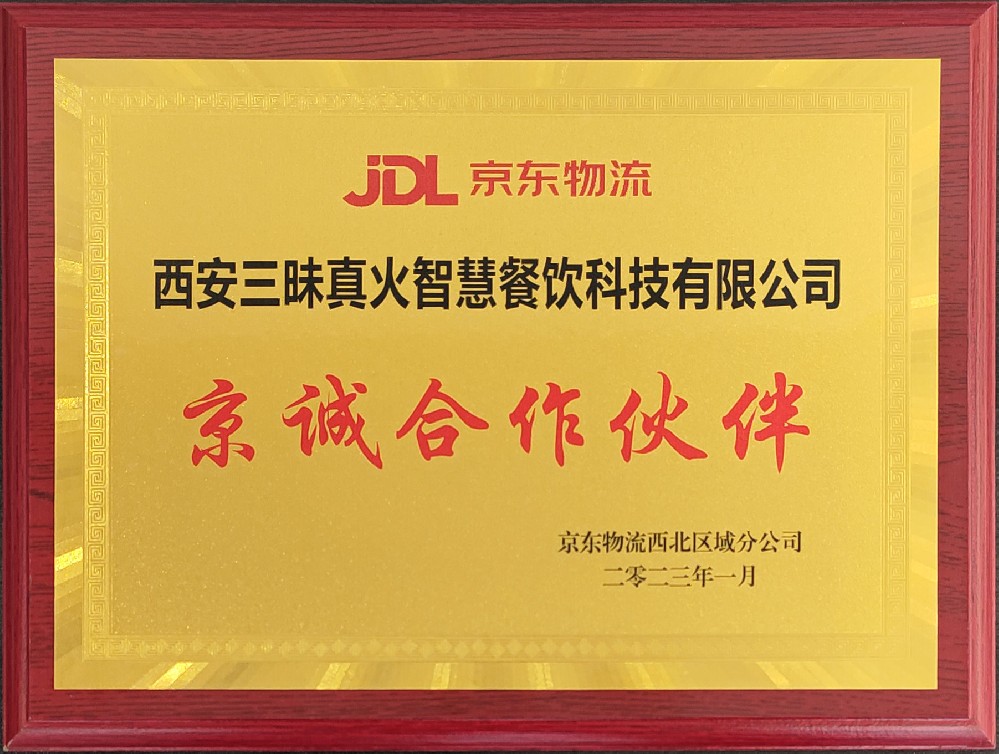 JDL 京东物流
西安三昧真火智慧餐饮科技有限公司
京诚合作伙伴
京东物流西北区域分公司
二零二三年一月